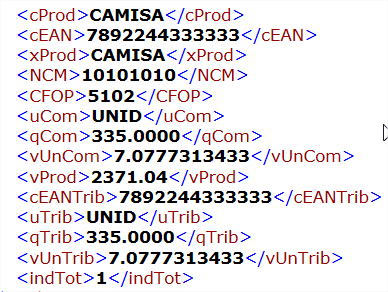 <cProd>CAMISA</cProd>
<cEAN>7892244333333</cEAN>
<xProd>CAMISA</xProd>
<NCM>10101010</NCM>
<CFOP>5102</CFOP>
<uCom>UNID</uCom>
<qCom>335.0000</qCom>
<vUnCom>7.0777313433</vUnCom>
<vProd>2371.04</vProd>
<cEANTrib>7892244333333</cEANTrib>
<uTrib>UNID</uTrib>
<qTrib>335.0000</qTrib>
<vUnTrib>7.0777313433</vUnTrib>
<indTot>1</indTot>